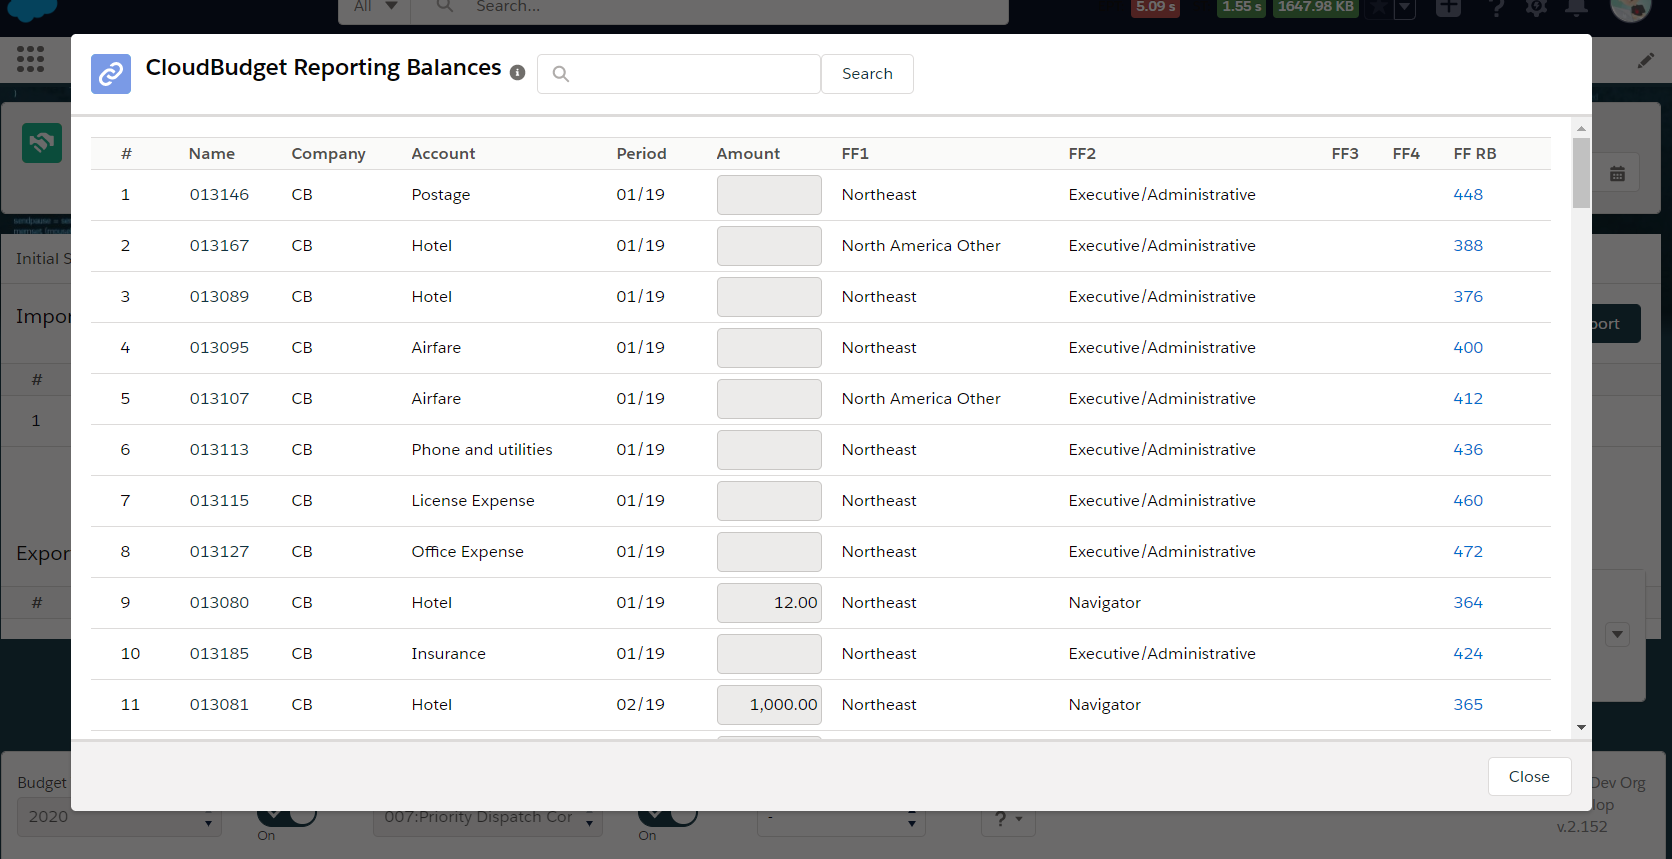 All Search... 5.09 s 1.55 s 1647.98 KB
CloudBudget Reporting Balances Search
# Name Company Account Period Amount FF1 FF2 FF3 FF4 FF RB
1 013146 CB Postage 01/19 Northeast Executive/Administrative 448
2 013167 CB Hotel 01/19 North America Other Executive/Administrative 388
3 013089 CB Hotel 01/19 Northeast Executive/Administrative 376
4 013095 CB Airfare 01/19 Northeast Executive/Administrative 400
5 013107 CB Airfare 01/19 North America Other Executive/Administrative 412
6 013113 CB Phone and utilities 01/19 Northeast Executive/Administrative 436
7 013115 CB License Expense 01/19 Northeast Executive/Administrative 460
8 013127 CB Office Expense 01/19 Northeast Executive/Administrative 472
9 013080 CB Hotel 01/19 12.00 Northeast Navigator 364
10 013185 CB Insurance 01/19 Northeast Executive/Administrative 424
11 013081 CB Hotel 02/19 1,000.00 Northeast Navigator 365
Close
Initial S
Impor
port
#
1
Expor
#
Budget
2020
On
007:Priority Dispatch Cor
On
-
?
Dev Org
lop
v.2.152